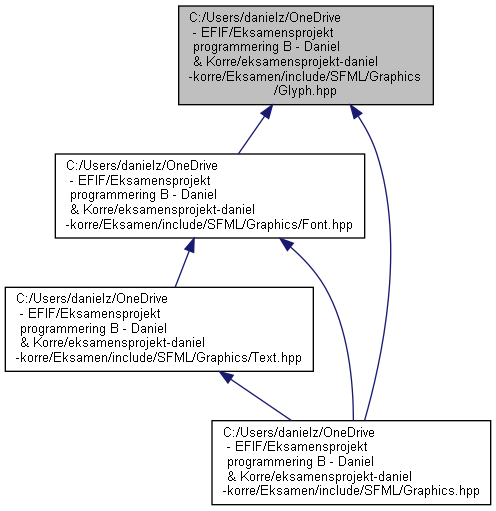 C:/Users/danielz/OneDrive
- EFIF/Eksamensprojekt
programmering B - Daniel
& Korre/eksamensprojekt-daniel
-korre/Eksamen/include/SFML/Graphics
/Glyph.hpp
C:/Users/danielz/OneDrive
- EFIF/Eksamensprojekt
programmering B - Daniel
& Korre/eksamensprojekt-daniel
-korre/Eksamen/include/SFML/Graphics/Font.hpp
C:/Users/danielz/OneDrive
- EFIF/Eksamensprojekt
programmering B - Daniel
& Korre/eksamensprojekt-daniel
-korre/Eksamen/include/SFML/Graphics/Text.hpp
C:/Users/danielz/OneDrive
- EFIF/Eksamensprojekt
programmering B - Daniel
& Korre/eksamensprojekt-daniel
-korre/Eksamen/include/SFML/Graphics.hpp